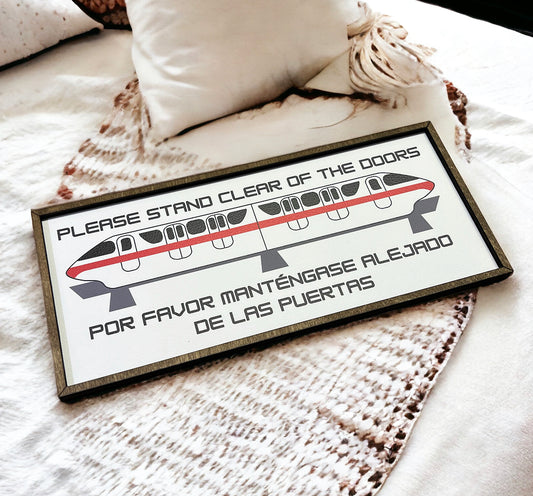 PLEASE STAND CLEAR OF THE DOORS
POR FAVOR MANTÉNGASE ALEJADO
DE LAS PUERTAS